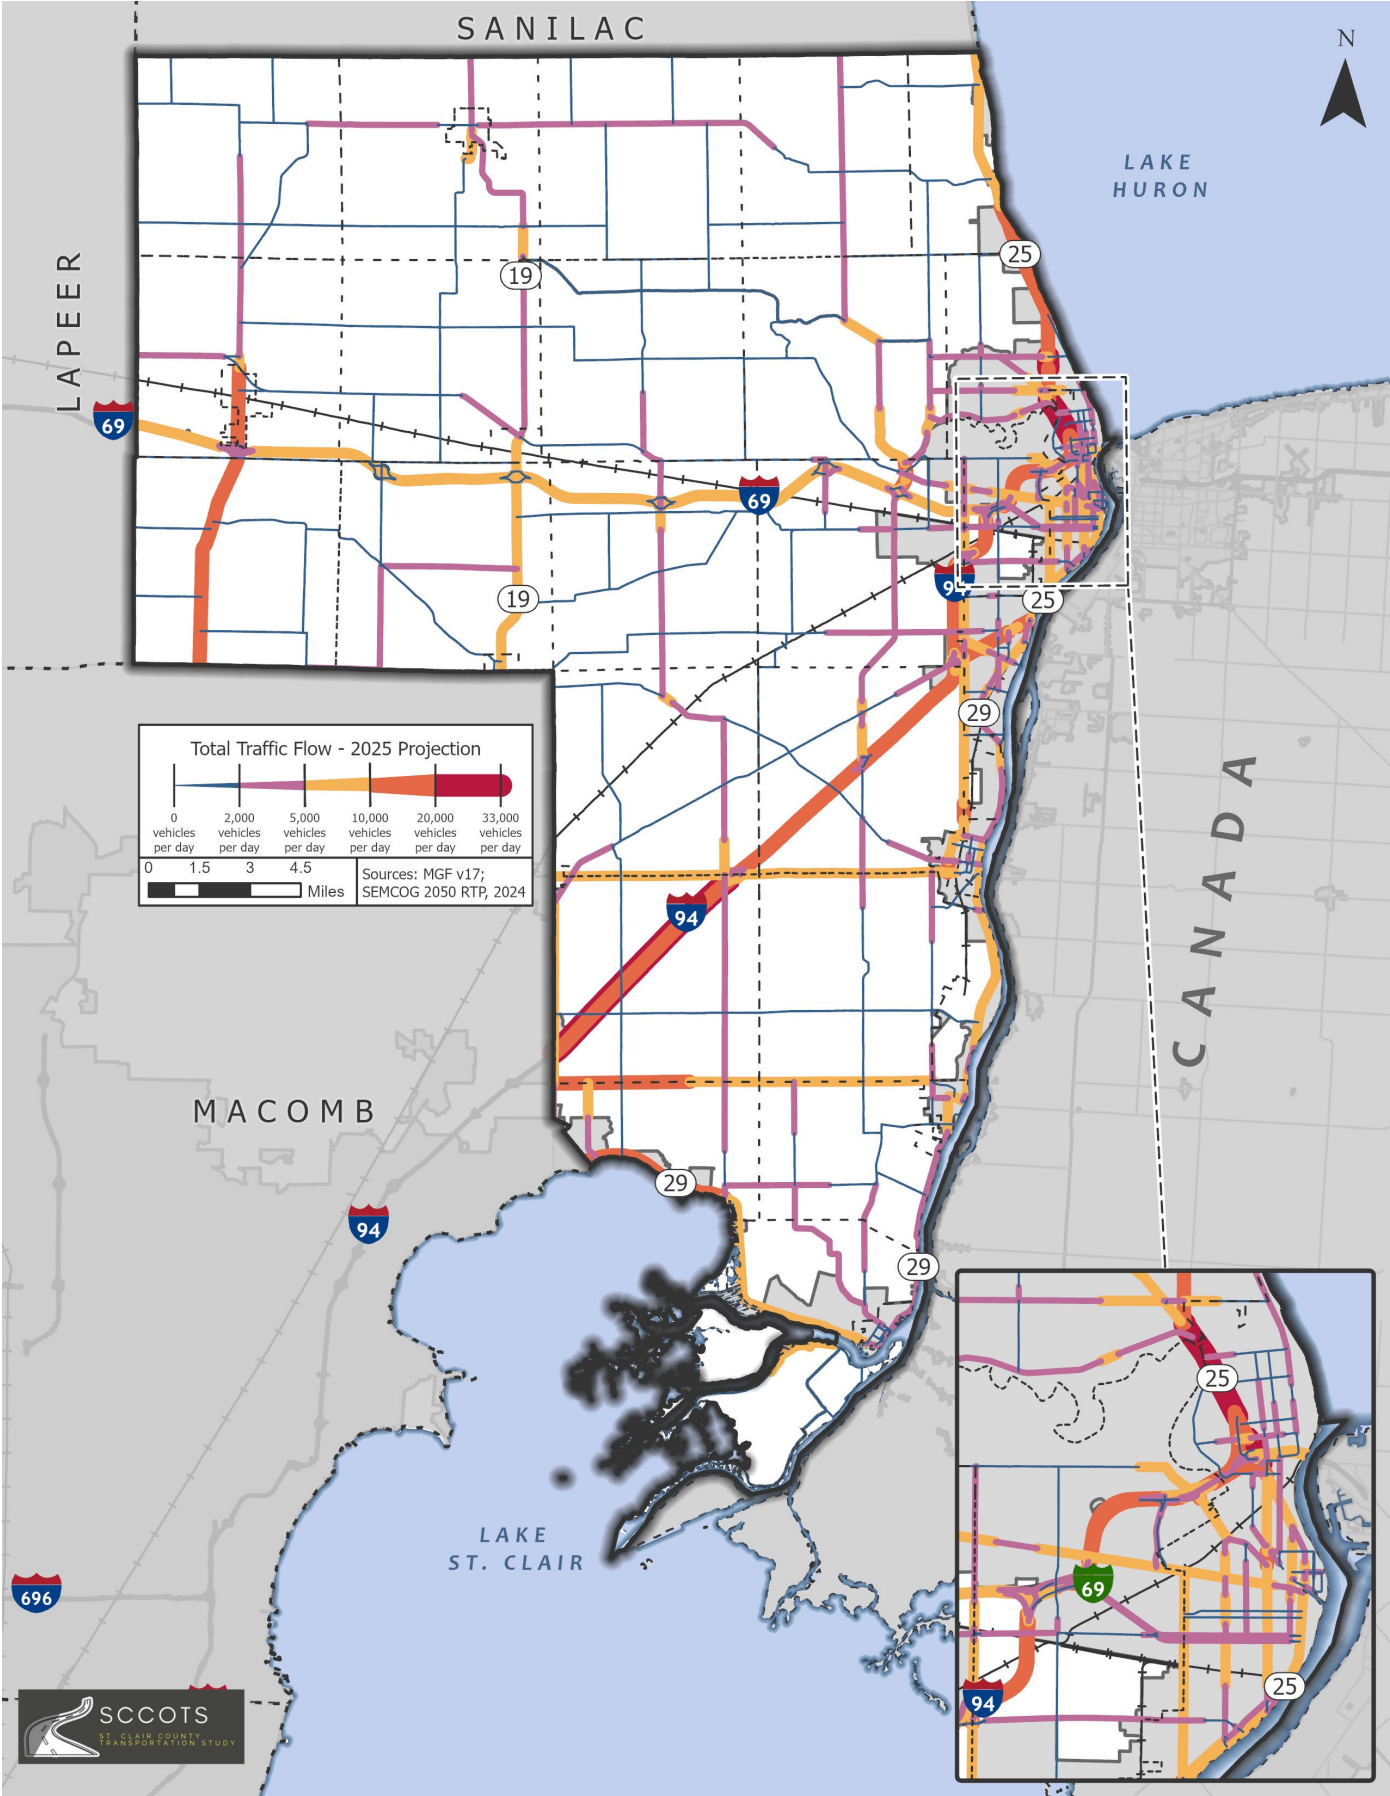 SANILAC
N
LAKE
HURON
25
LAPEER
19
69
69
94
19
25
29
Total Traffic Flow - 2025 Projection
0
vehicles
per day
2,000
vehicles
per day
5,000
vehicles
per day
10,000
vehicles
per day
20,000
vehicles
per day
33,000
vehicles
per day
0 1.5 3 4.5
Miles
Sources: MGF v17;
SEMCOG 2050 RTP, 2024
94
CANADA
MACOMB
29
94
29
25
LAKE
ST. CLAIR
69
696
25
94
SCCOTS
ST. CLAIR COUNTY
TRANSPORTATION STUDY